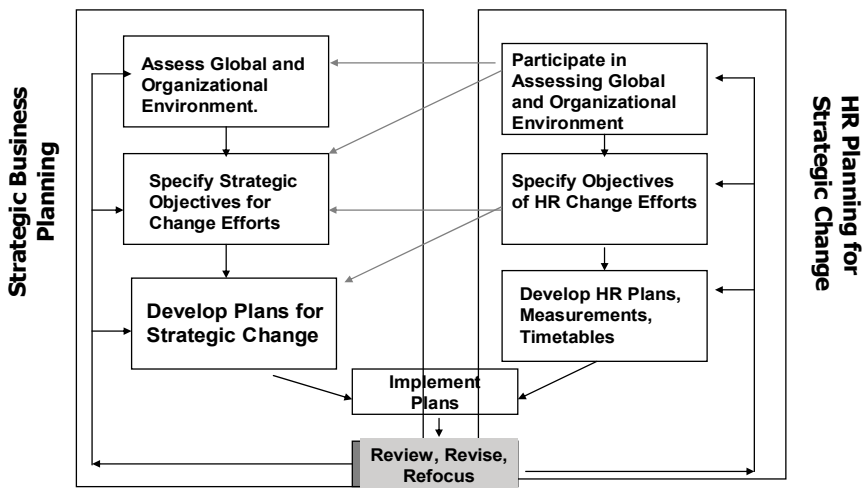 Strategic Business
Planning
Assess Global and
Organizational
Environment.
Specify Strategic
Objectives for
Change Efforts
Develop Plans for
Strategic Change
Participate in
Assessing Global
and Organizational
Environment
Specify Objectives
of HR Change Efforts
Develop HR Plans,
Measurements,
Timetables
Implement
Plans
Review, Revise,
Refocus
HR Planning for
Strategic Change